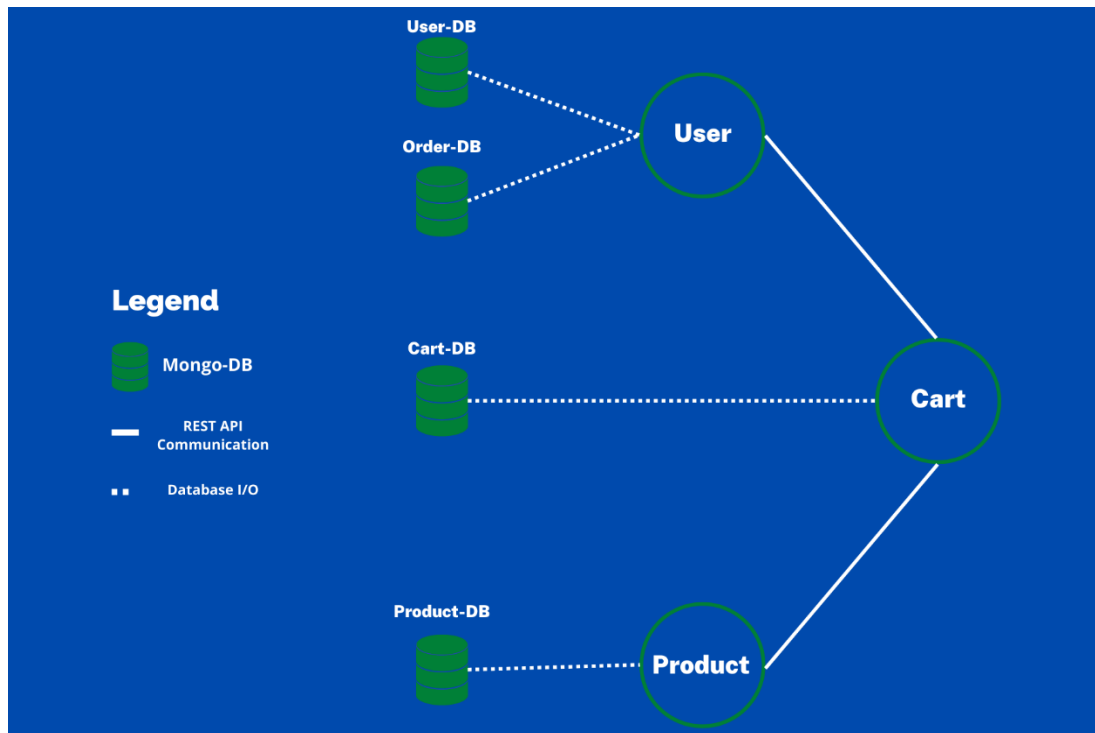 User-DB
User
Order-DB
Legend
Mongo-DB
REST API
Communication
Database I/O
Cart-DB
Cart
Product-DB
Product